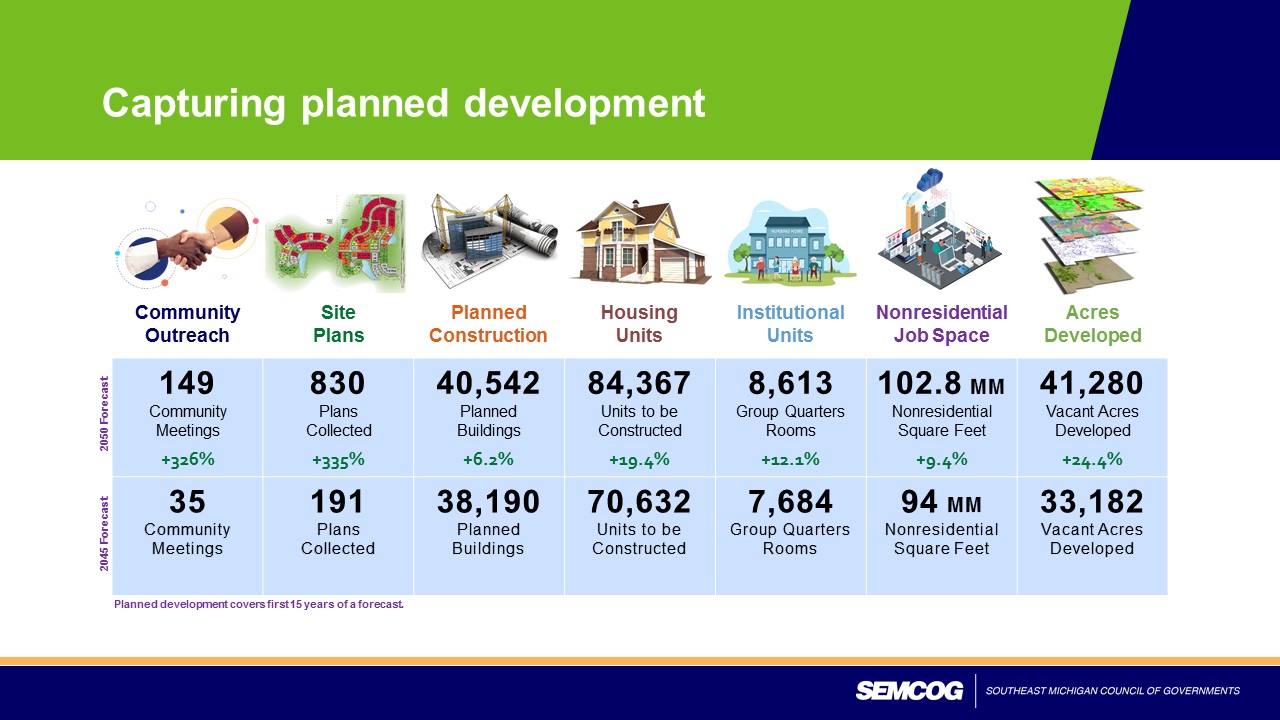 Capturing planned development
NURSING HOME
Community
Outreach
Site
Plans
Planned
Construction
Housing
Units
Institutional
Units
Nonresidential
Job Space
Acres
Developed
2050 Forecast
149
Community
Meetings
+326%
830
Plans
Collected
+335%
40,542
Planned
Buildings
+6.2%
84,367
Units to be
Constructed
+19.4%
8,613
Group Quarters
Rooms
+12.1%
102.8 MM
Nonresidential
Square Feet
+9.4%
41,280
Vacant Acres
Developed
+24.4%
2045 Forecast
35
Community
Meetings
191
Plans
Collected
38,190
Planned
Buildings
70,632
Units to be
Constructed
7,684
Group Quarters
Rooms
94 MM
Nonresidential
Square Feet
33,182
Vacant Acres
Developed
Planned development covers first 15 years of a forecast.
SEMCOG
SOUTHEAST MICHIGAN COUNCIL OF GOVERNMENTS